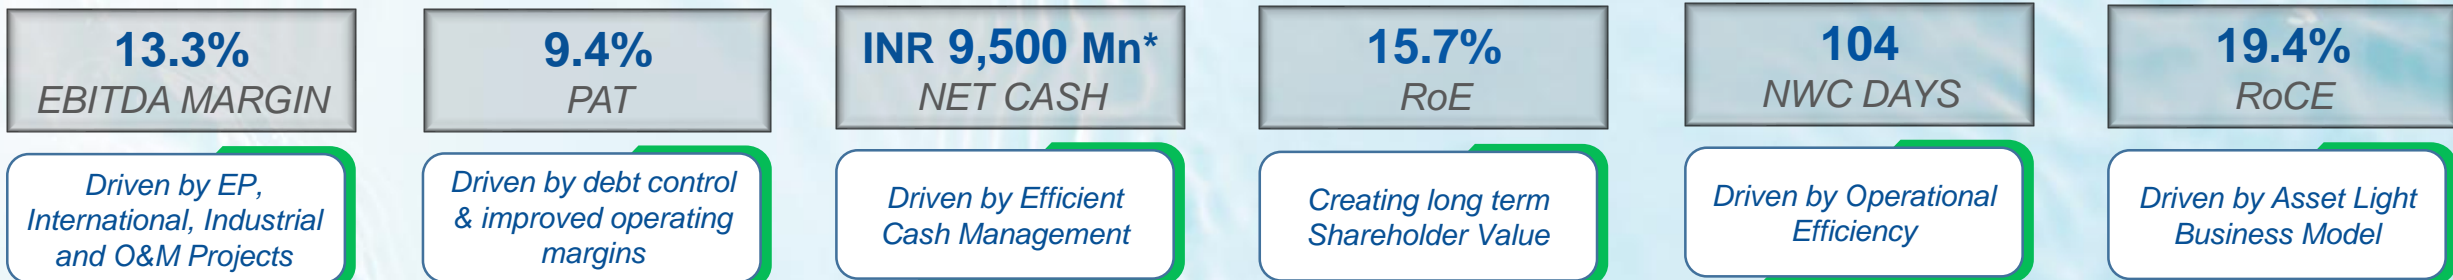 13.3%
EBITDA MARGIN
Driven by EP,
International, Industrial
and O&M Projects
9.4%
PAT
Driven by debt control
& improved operating
margins
INR 9,500 Mn*
NET CASH
Driven by Efficient
Cash Management
15.7%
RoE
Creating long term
Shareholder Value
104
NWC DAYS
Driven by Operational
Efficiency
19.4%
RoCE
Driven by Asset Light
Business Model